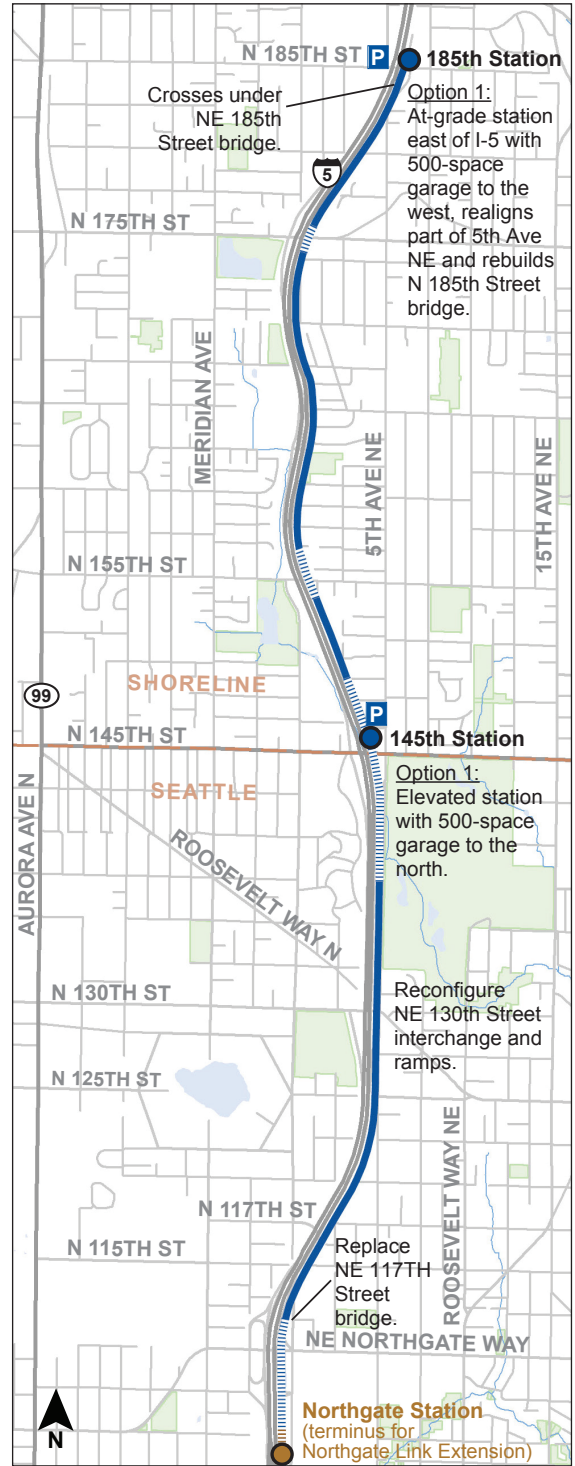 N 185TH ST
P
185th Station
Crosses under
NE 185th
Street bridge.
Option 1:
At-grade station
east of I-5 with
500-space
garage to the
west, realigns
part of 5th Ave
NE and rebuilds
N 185th Street
bridge.
5
N 175TH ST
MERIDIAN AVE
5TH AVE NE
15TH AVE NE
N 155TH ST
SHORELINE
99
P
N 145TH ST
145th Station
SEATTLE
Option 1:
Elevated station
with 500-space
garage to the
north.
AURORA AVE N
ROOSEVELT WAY N
N 130TH ST
Reconfigure
NE 130th Street
interchange and
ramps.
N 125TH ST
ROOSEVELT WAY NE
N 117TH ST
N 115TH ST
Replace
NE 117TH
Street
bridge.
NE NORTHGATE WAY
N
Northgate Station
(terminus for
Northgate Link Extension)